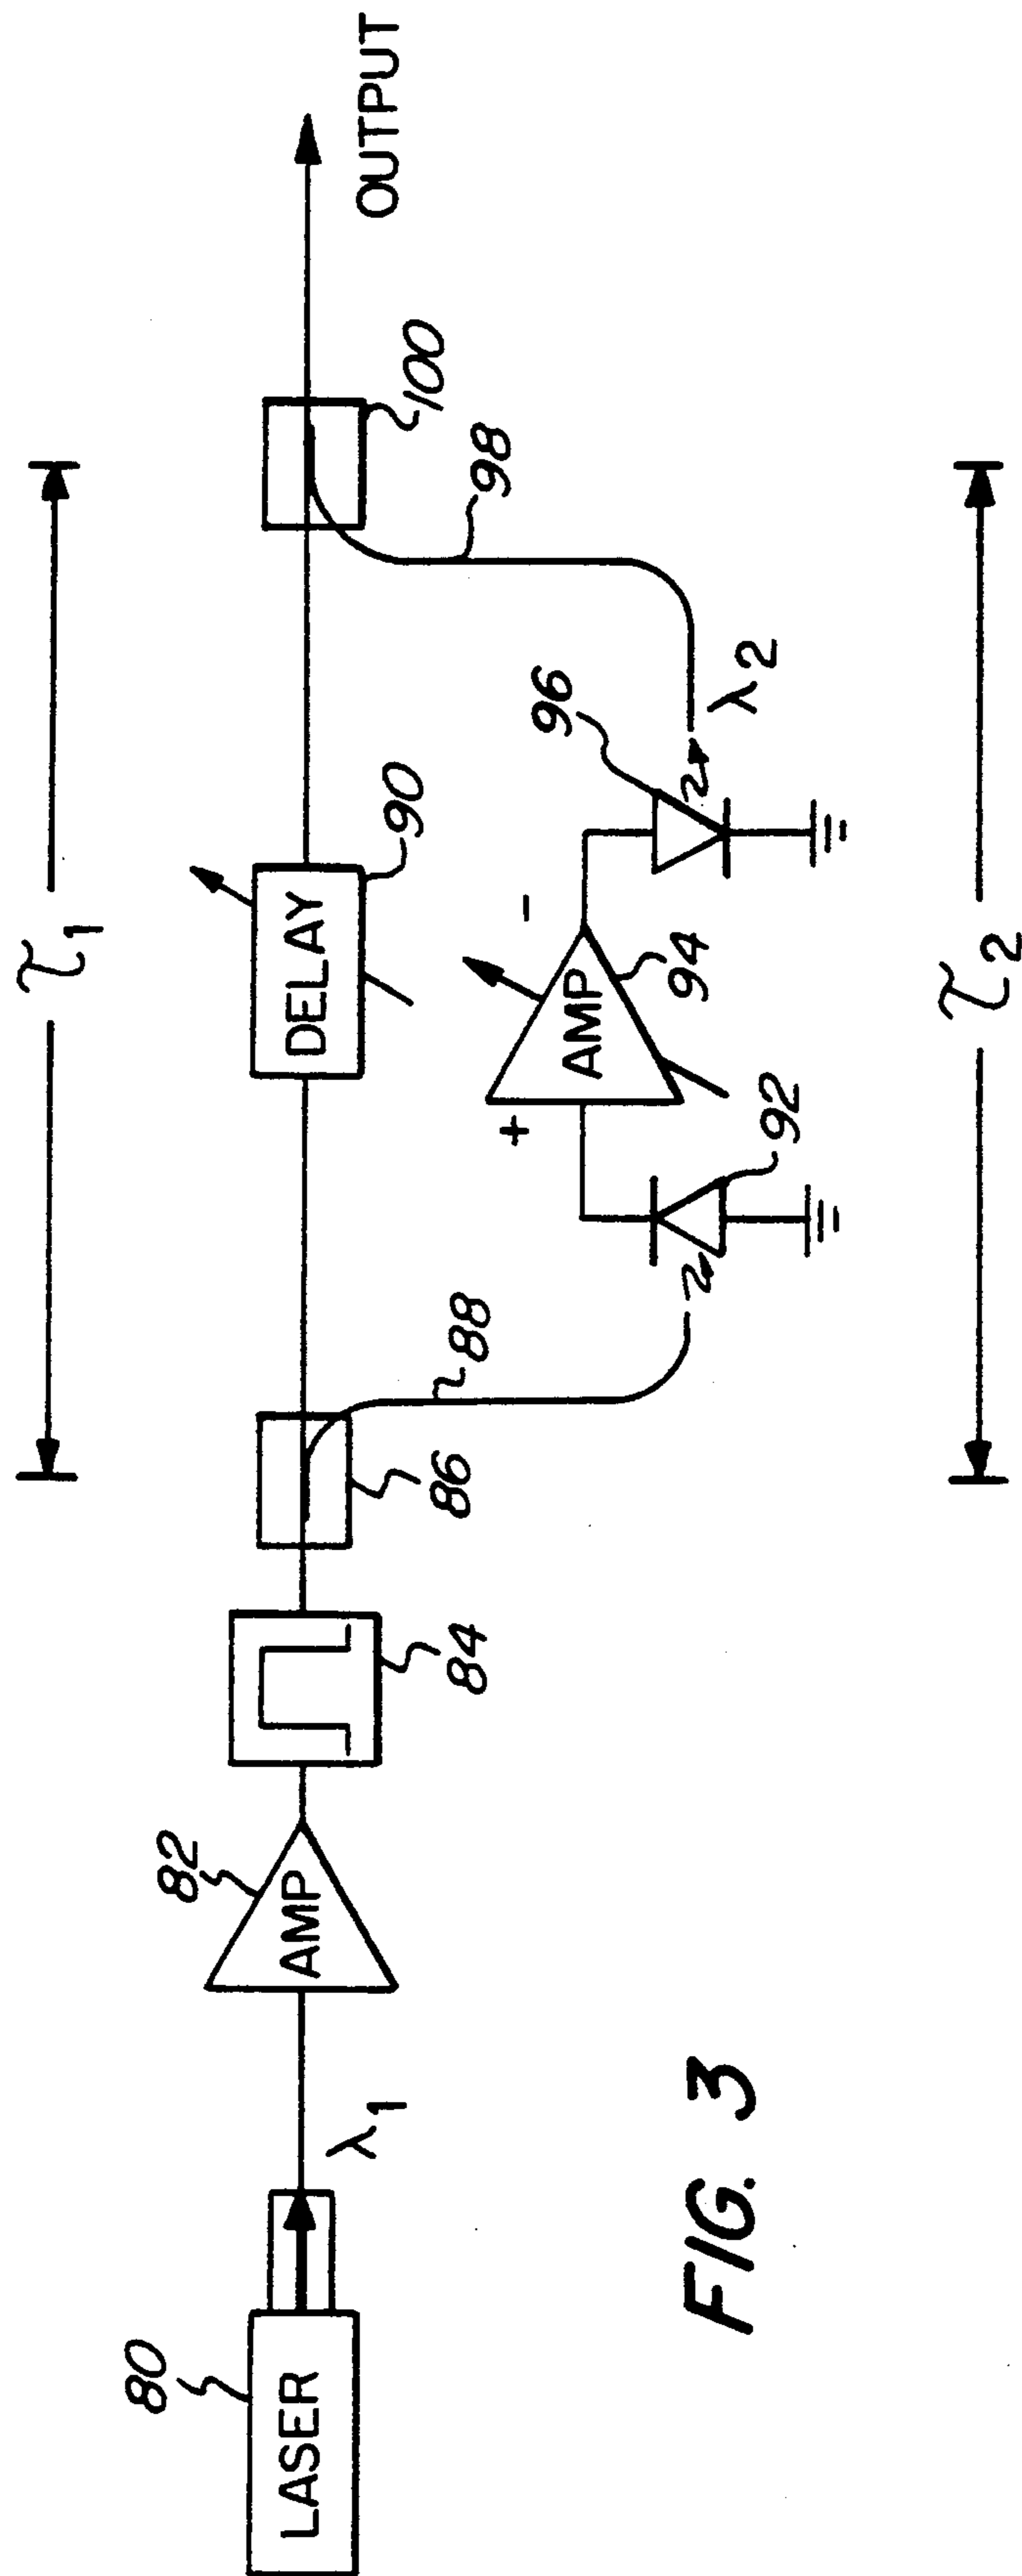 τ1
OUTPUT
80
LASER
λ1
82
AMP
84
86
88
DELAY
90
100
98
+
AMP
-
94
92
96
λ2
τ2
FIG. 3